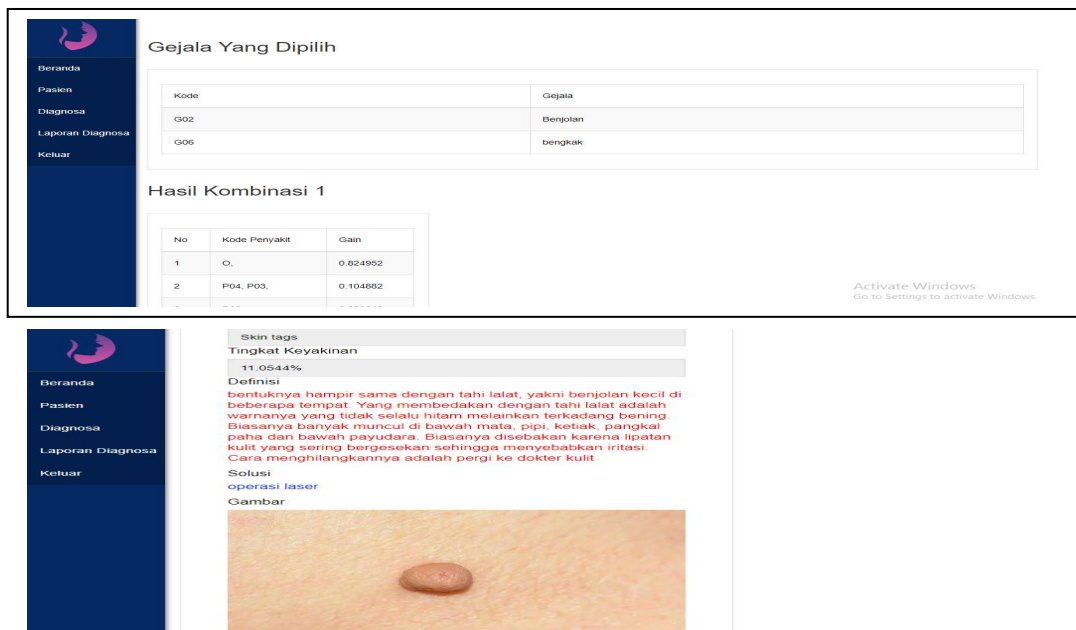 Gejala Yang Dipilih
Beranda
Pasien
Diagnosa
Laporan Diagnosa
Keluar
Kode Gejala
G02 Benjolan
G06 bengkak
Hasil Kombinasi 1
No Kode Penyakit Gain
1 O, 0.824952
2 P04, P03, 0.104882
Activate Windows
Go to Settings to activate Windows.
Beranda
Pasien
Diagnosa
Laporan Diagnosa
Keluar
Skin tags
Tingkat Keyakinan
11.0544%
Definisi
bentuknya hampir sama dengan tahi lalat, yakni benjolan kecil di
beberapa tempat. Yang membedakan dengan tahi lalat adalah
warnanya yang tidak selalu hitam melainkan terkadang bening.
Biasanya banyak muncul di bawah mata, pipi, ketiak, pangkal
paha dan bawah payudara. Biasanya disebakan karena lipatan
kulit yang sering bergesekan sehingga menyebabkan iritasi.
Cara menghilangkannya adalah pergi ke dokter kulit
Solusi
operasi laser
Gambar